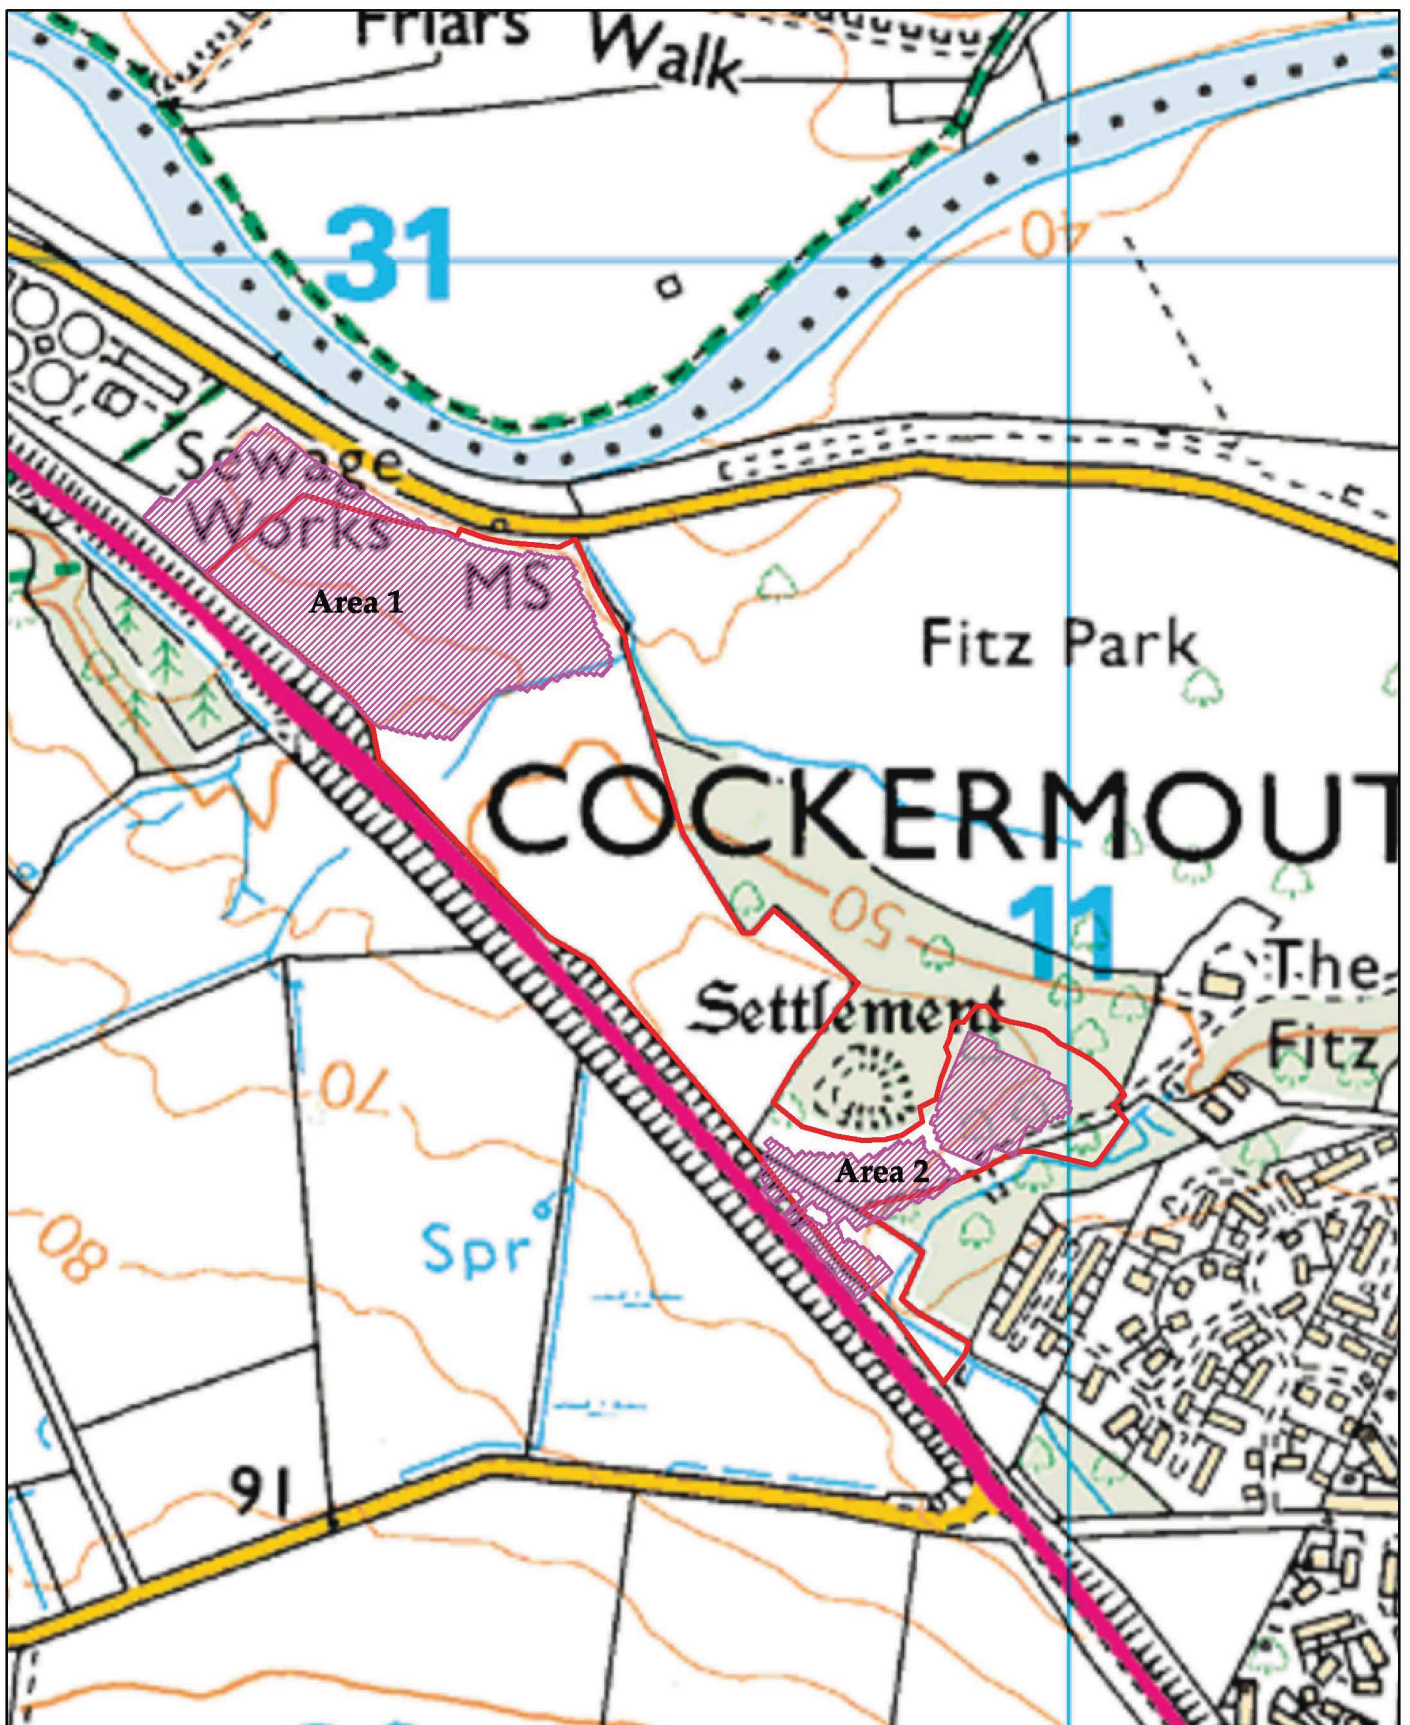 Friars Walk
31
40
Sewage
Works
MS
Area 1
Fitz Park
COCKERMOUT
50
11
The
Fitz
Settlement
70
Area 2
80
Spr
91